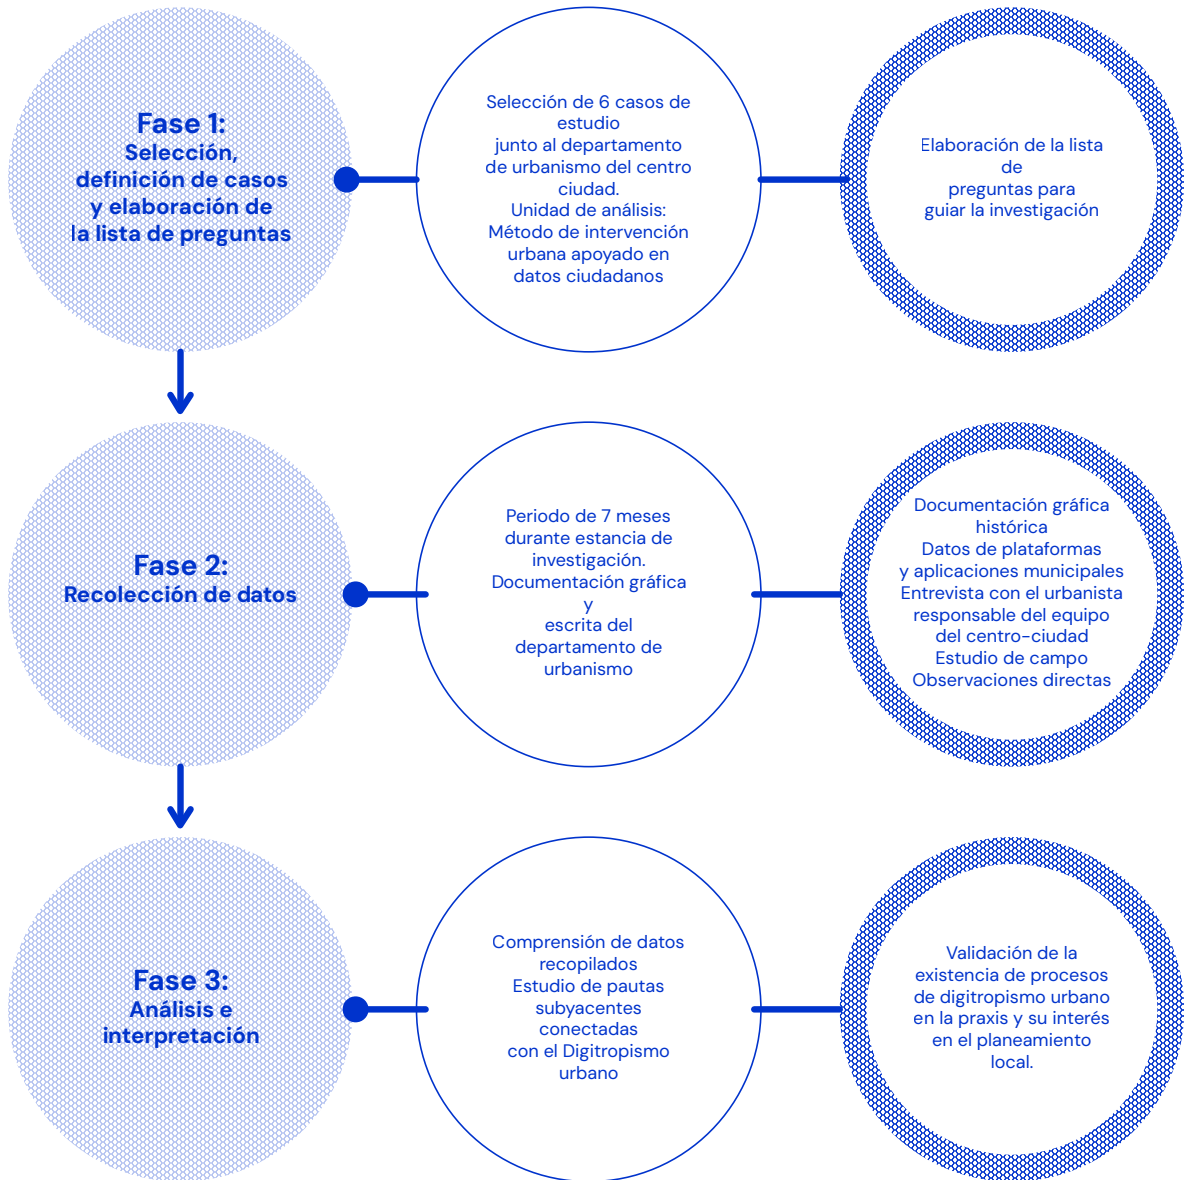 Fase 1:
Selección,
definición de casos
y elaboración de
la lista de preguntas
Selección de 6 casos de
estudio
junto al departamento
de urbanismo del centro
ciudad.
Unidad de análisis:
Método de intervención
urbana apoyado en
datos ciudadanos
Elaboración de la lista
de
preguntas para
guiar la investigación
Fase 2:
Recolección de datos
Periodo de 7 meses
durante estancia de
investigación.
Documentación gráfica
y
escrita del
departamento de
urbanismo
Documentación gráfica
histórica
Datos de plataformas
y aplicaciones municipales
Entrevista con el urbanista
responsable del equipo
del centro-ciudad
Estudio de campo
Observaciones directas
Fase 3:
Análisis e
interpretación
Comprensión de datos
recopilados
Estudio de pautas
subyacentes
conectadas
con el Digitropismo
urbano
Validación de la
existencia de procesos
de digitropismo urbano
en la praxis y su interés
en el planeamiento
local.